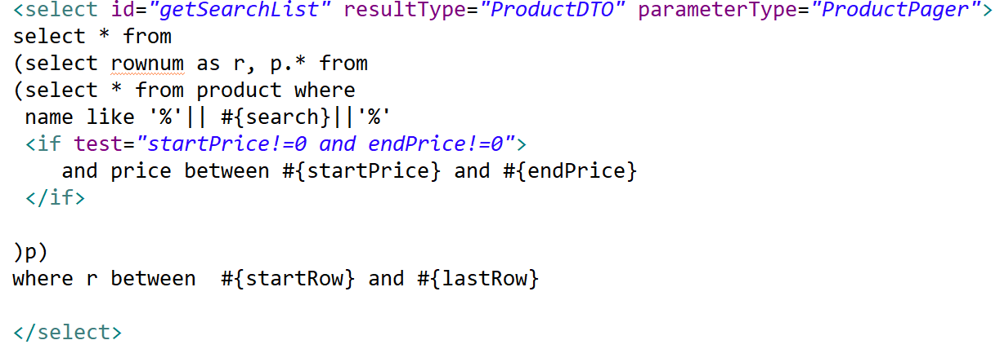 <select id="getSearchList" resultType="ProductDTO" parameterType="ProductPager">
select * from
(select rownum as r, p.* from
(select * from product where
name like '%'|| #{search}||'%'
<if test="startPrice!=0 and endPrice!=0">
and price between #{startPrice} and #{endPrice}
</if>
)p)
where r between  #{startRow} and #{lastRow}
</select>